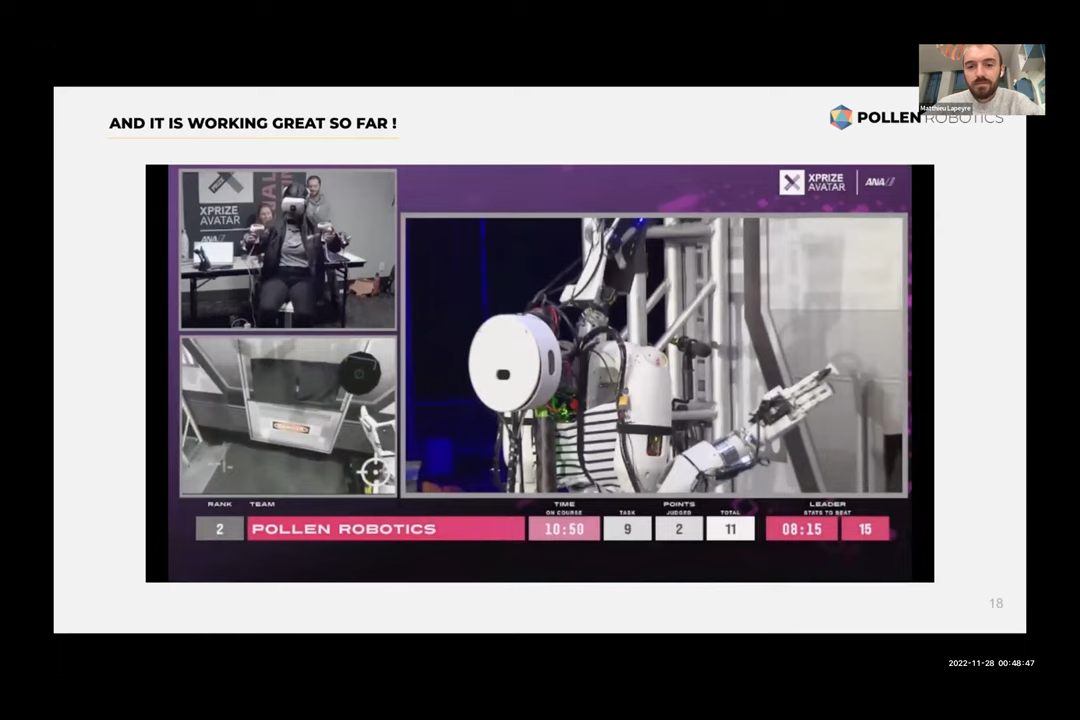 Matthieu Lapeyre
AND IT IS WORKING GREAT SO FAR !
POLLEN ROBOTICS
XPRIZE
AVATAR
ANA
XPRIZE
AVATAR
ANA
RANK TEAM TIME POINTS LEADER
ON COURSE TASK JUDGED TOTAL STATS TO BEAT
2 POLLEN ROBOTICS 10:50 9 2 11 08:15 15
18
2022-11-28 00:48:47